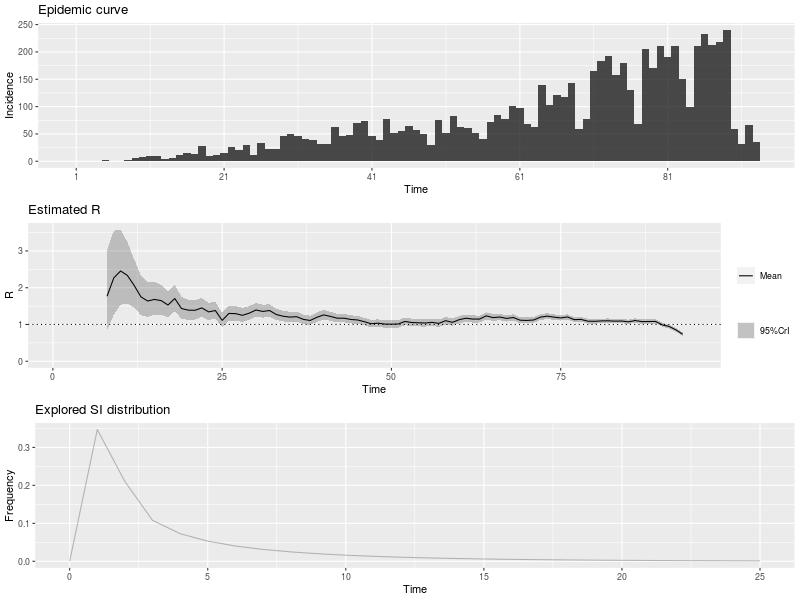 Epidemic curve
250
200
150
100
50
0
Incidence
1 21 41 61 81
Time
Estimated R
3
2
1
0
R
0 25 50 75
Time
Mean
95%CrI
Explored SI distribution
0.3
0.2
0.1
0.0
Frequency
0 5 10 15 20 25
Time